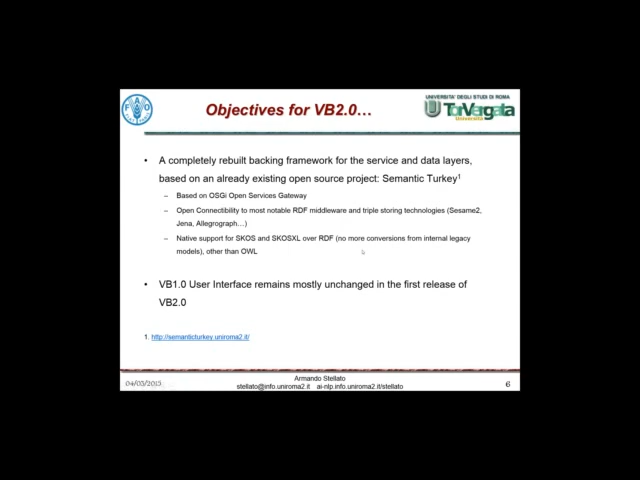 F A O
UNIVERSITA' DEGLI STUDI DI ROMA
TorVergata
Università
Objectives for VB2.0…
• A completely rebuilt backing framework for the service and data layers,
based on an already existing open source project: Semantic Turkey1
– Based on OSGi Open Services Gateway
– Open Connectibility to most notable RDF middleware and triple storing technologies (Sesame2,
Jena, Allegrograph…)
– Native support for SKOS and SKOSXL over RDF (no more conversions from internal legacy
models), other than OWL
• VB1.0 User Interface remains mostly unchanged in the first release of
VB2.0
1. http://semanticturkey.uniroma2.it/
Armando Stellato
04/03/2013 stellato@info.uniroma2.it ai-nlp.info.uniroma2.it/stellato 6